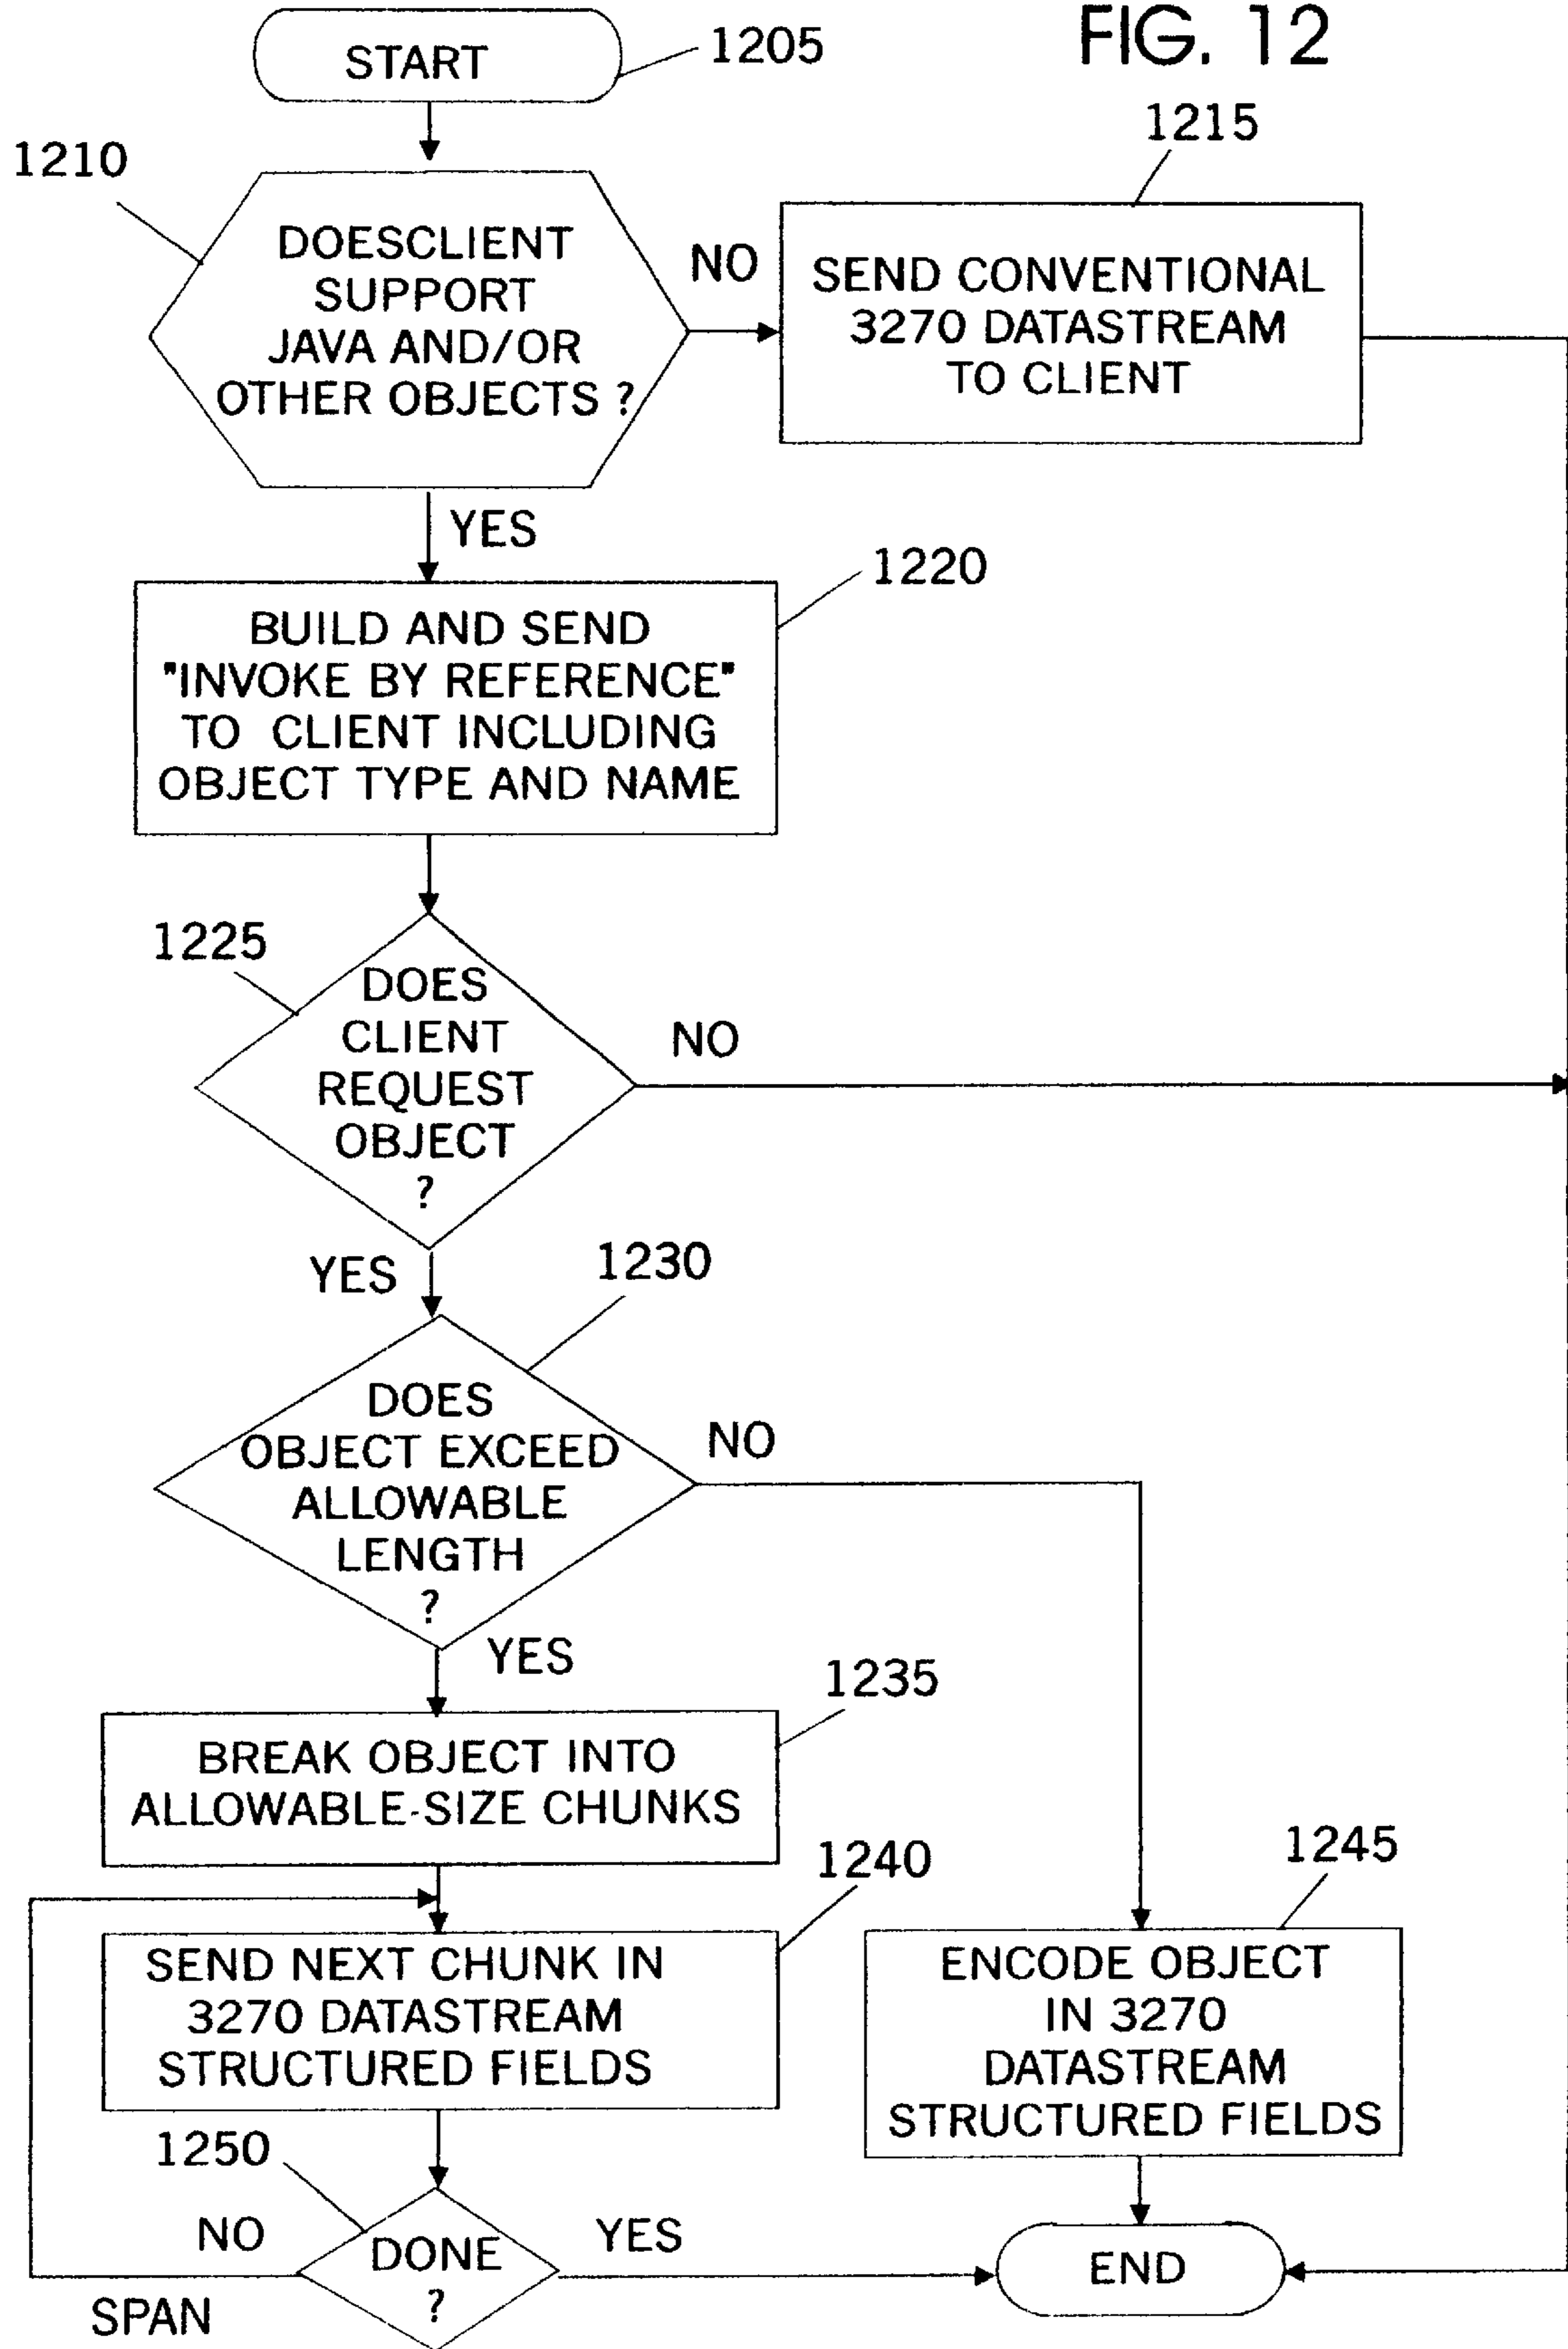 FIG. 12
START
1205
1210
DOESCLIENT
SUPPORT
JAVA AND/OR
OTHER OBJECTS ?
NO
1215
SEND CONVENTIONAL
3270 DATASTREAM
TO CLIENT
YES
1220
BUILD AND SEND
"INVOKE BY REFERENCE"
TO CLIENT INCLUDING
OBJECT TYPE AND NAME
1225
DOES
CLIENT
REQUEST
OBJECT
?
NO
YES
1230
DOES
OBJECT EXCEED
ALLOWABLE
LENGTH
?
NO
YES
1235
BREAK OBJECT INTO
ALLOWABLE-SIZE CHUNKS
1240
SEND NEXT CHUNK IN
3270 DATASTREAM
STRUCTURED FIELDS
1245
ENCODE OBJECT
IN 3270
DATASTREAM
STRUCTURED FIELDS
1250
DONE
?
NO
SPAN
YES
END